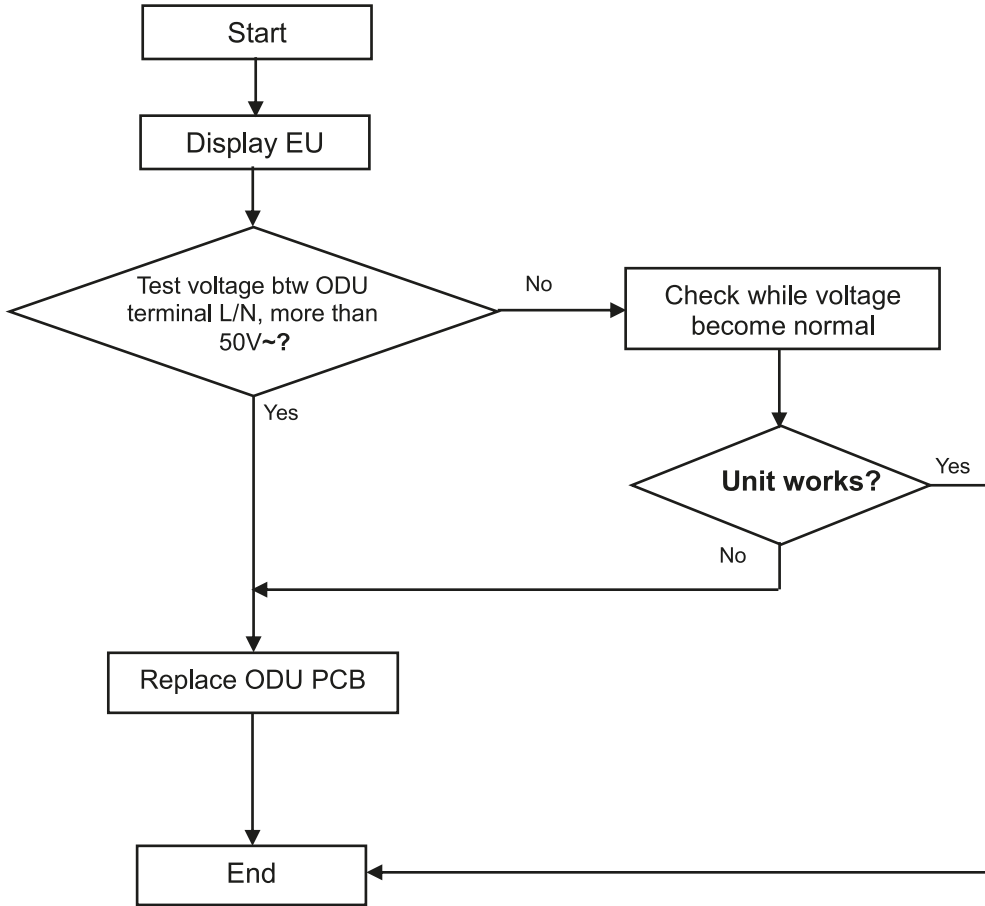 Start
Display EU
Test voltage btw ODU
terminal L/N, more than
50V~?
No
Check while voltage
become normal
Yes
Unit works?
Yes
No
Replace ODU PCB
End